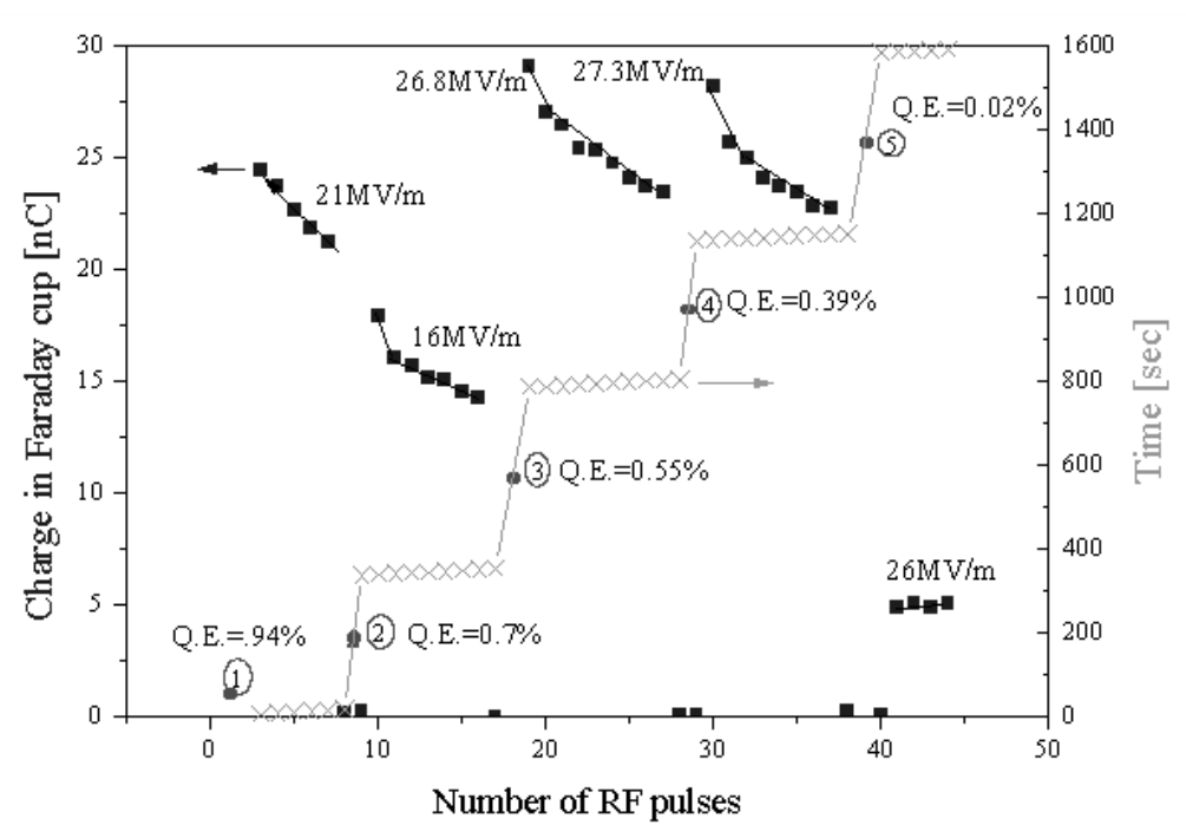 30
25
20
15
10
5
0
Charge in Faraday cup [nC]
1600
1400
1200
1000
800
600
400
200
0
Time [sec]
0
10
20
30
40
50
Number of RF pulses
26.8MV/m
27.3MV/m
Q.E.=0.02%
5
21MV/m
4 Q.E.=0.39%
16MV/m
3 Q.E.=0.55%
26MV/m
Q.E.=.94%
2 Q.E.=0.7%
1